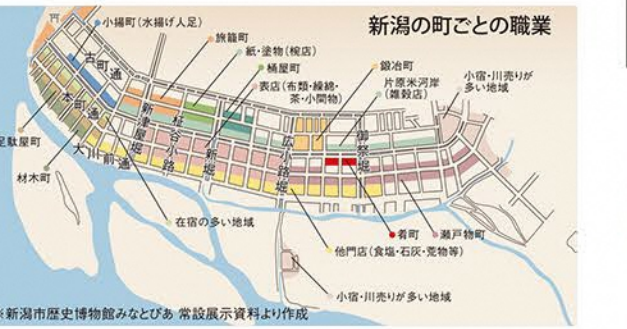 新潟の町ごとの職業
小揚町(水揚げ人足)
旅籠町
紙・塗物(椀店)
桶屋町
表店(布類・繰綿・
茶・小間物)
鍛冶町
片原米河岸
(雑穀店)
小宿・川売りが
多い地域
古町通
本町通
大川前通
新津屋堀
柾谷小路
新堀
広小路堀
御祭堀
足駄屋町
材木町
在宿の多い地域
肴町
瀬戸物町
他門店(食塩・石灰・荒物等)
小宿・川売りが多い地域
※新潟市歴史博物館みなとぴあ 常設展示資料より作成